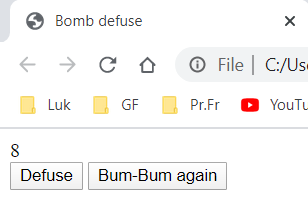 Bomb defuse
File | C:/Use
Luk GF Pr.Fr YouTu
8
Defuse Bum-Bum again